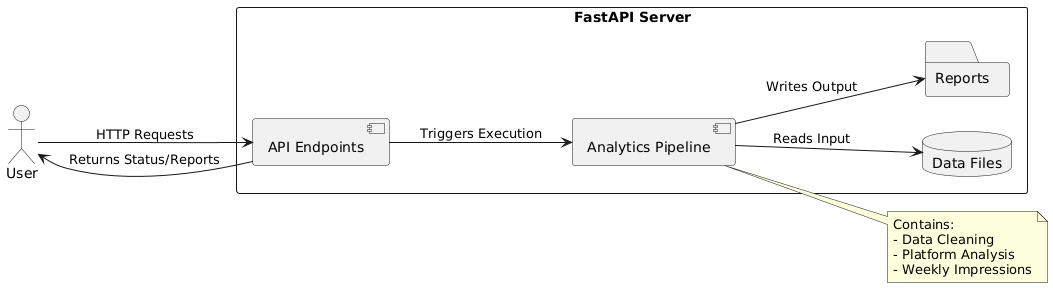 FastAPI Server
Reports
Writes Output
HTTP Requests
Triggers Execution
Reads Input
API Endpoints
Analytics Pipeline
Returns Status/Reports
Data Files
User
Contains:
- Data Cleaning
- Platform Analysis
- Weekly Impressions